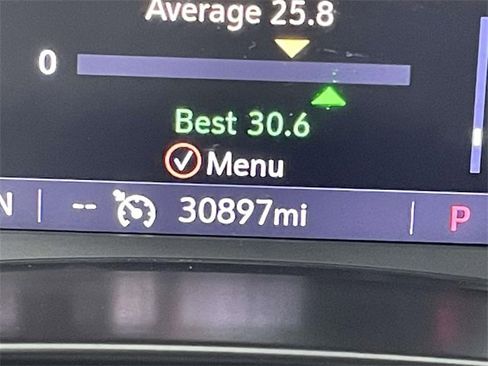 Average 25.8
0
Best 30.6
Menu
N -- 30897mi P